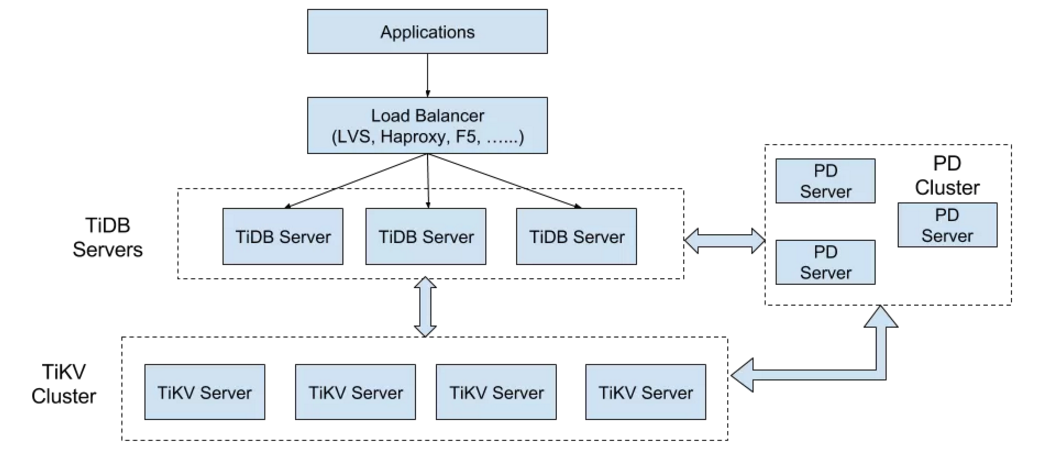 Applications
Load Balancer
(LVS, Haproxy, F5, …...)
TiDB
Servers
TiDB Server
TiDB Server
TiDB Server
PD
Cluster
PD
Server
PD
Server
PD
Server
TiKV
Cluster
TiKV Server
TiKV Server
TiKV Server
TiKV Server